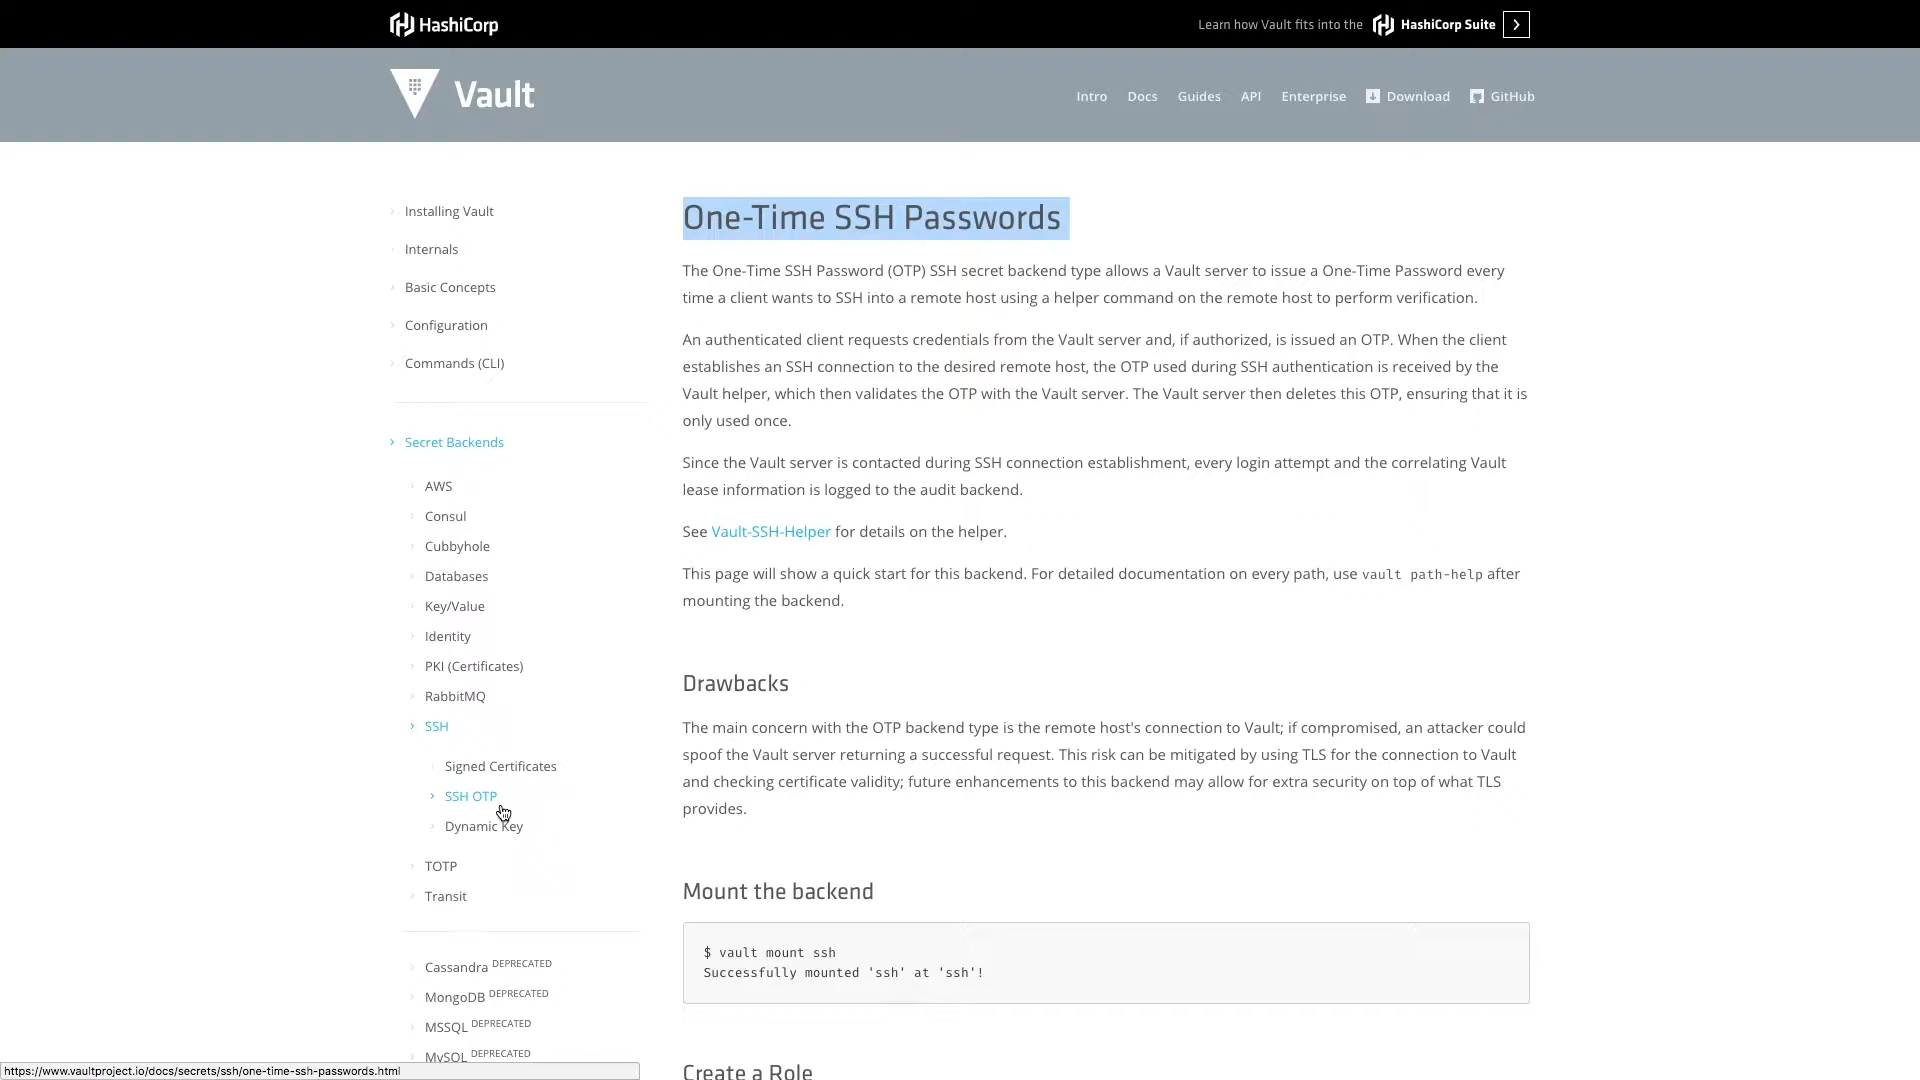 HashiCorp
Learn how Vault fits into the HashiCorp Suite
Vault
Intro Docs Guides API Enterprise Download GitHub
Installing Vault
Internals
Basic Concepts
Configuration
Commands (CLI)
Secret Backends
AWS
Consul
Cubbyhole
Databases
Key/Value
Identity
PKI (Certificates)
RabbitMQ
SSH
Signed Certificates
SSH OTP
Dynamic Key
TOTP
Transit
Cassandra DEPRECATED
MongoDB DEPRECATED
MSSQL DEPRECATED
MySQL DEPRECATED
One-Time SSH Passwords
The One-Time SSH Password (OTP) SSH secret backend type allows a Vault server to issue a One-Time Password every
time a client wants to SSH into a remote host using a helper command on the remote host to perform verification.
An authenticated client requests credentials from the Vault server and, if authorized, is issued an OTP. When the client
establishes an SSH connection to the desired remote host, the OTP used during SSH authentication is received by the
Vault helper, which then validates the OTP with the Vault server. The Vault server then deletes this OTP, ensuring that it is
only used once.
Since the Vault server is contacted during SSH connection establishment, every login attempt and the correlating Vault
lease information is logged to the audit backend.
See Vault-SSH-Helper for details on the helper.
This page will show a quick start for this backend. For detailed documentation on every path, use vault path-help after
mounting the backend.
Drawbacks
The main concern with the OTP backend type is the remote host's connection to Vault; if compromised, an attacker could
spoof the Vault server returning a successful request. This risk can be mitigated by using TLS for the connection to Vault
and checking certificate validity; future enhancements to this backend may allow for extra security on top of what TLS
provides.
Mount the backend
$ vault mount ssh
Successfully mounted 'ssh' at 'ssh'!
Create a Role
https://www.vaultproject.io/docs/secrets/ssh/one-time-ssh-passwords.html